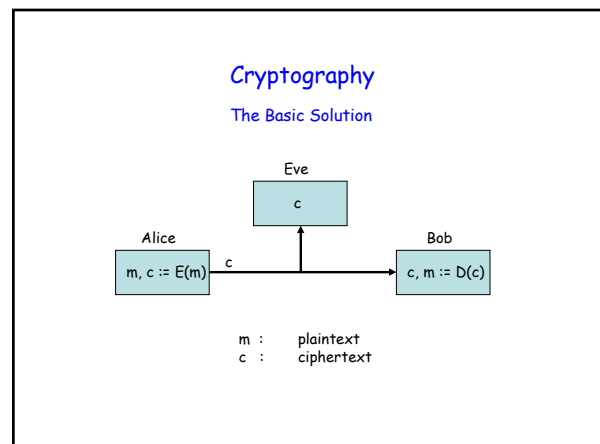 Cryptography
The Basic Solution
Eve
c
Alice
Bob
m, c := E(m)
c
c, m := D(c)
m : plaintext
c : ciphertext